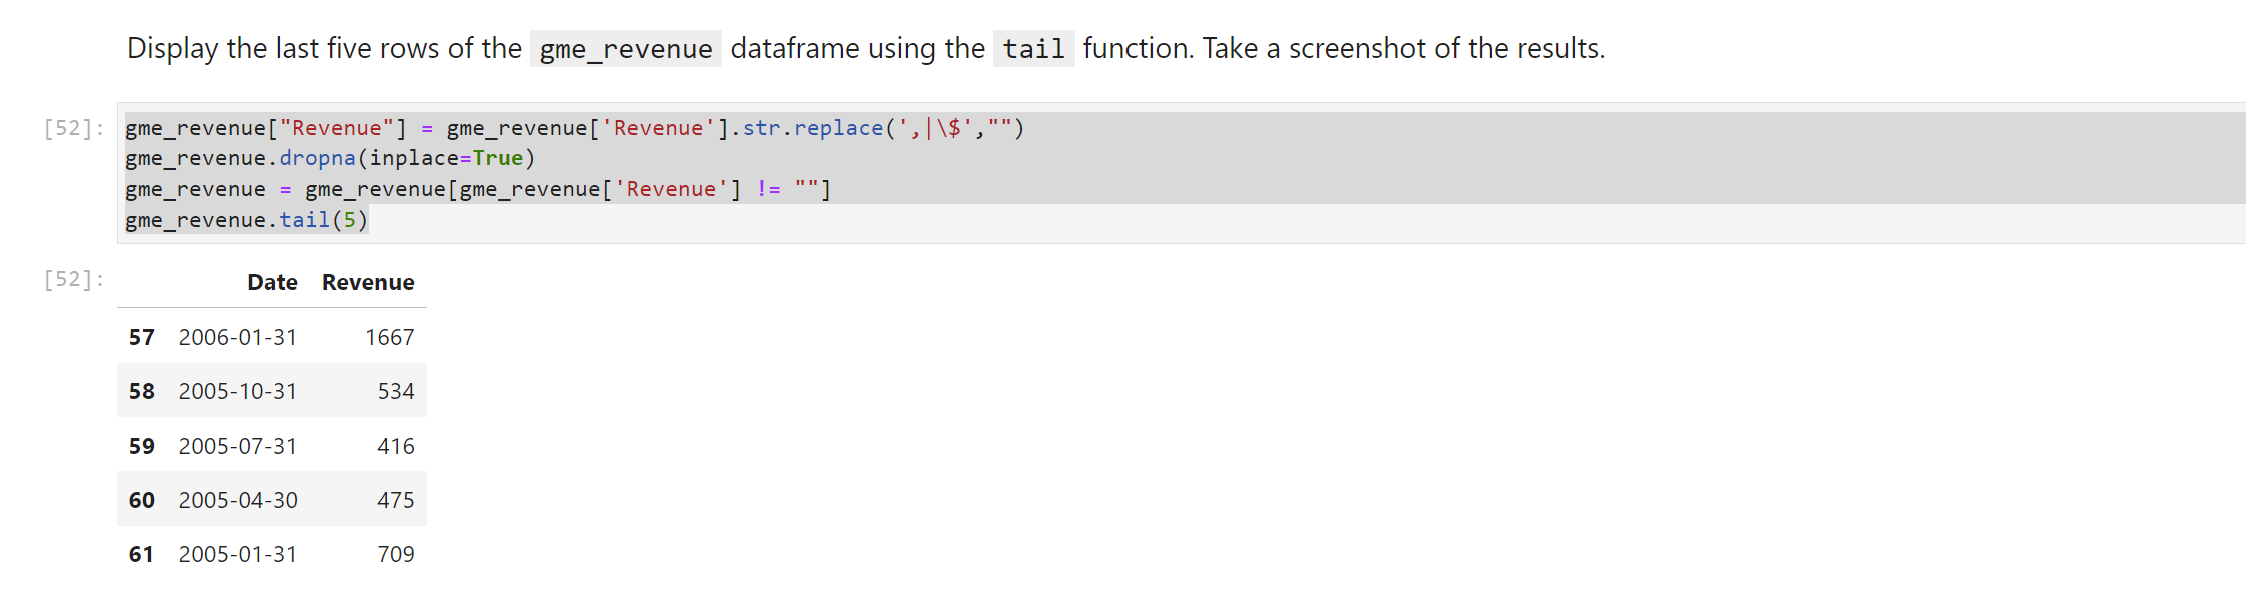 Display the last five rows of the gme_revenue dataframe using the tail function. Take a screenshot of the results.
[52]: gme_revenue["Revenue"] = gme_revenue['Revenue'].str.replace(',|\$',"")
gme_revenue.dropna(inplace=True)
gme_revenue = gme_revenue[gme_revenue['Revenue'] != ""]
gme_revenue.tail(5)
[52]: Date Revenue
57 2006-01-31 1667
58 2005-10-31 534
59 2005-07-31 416
60 2005-04-30 475
61 2005-01-31 709